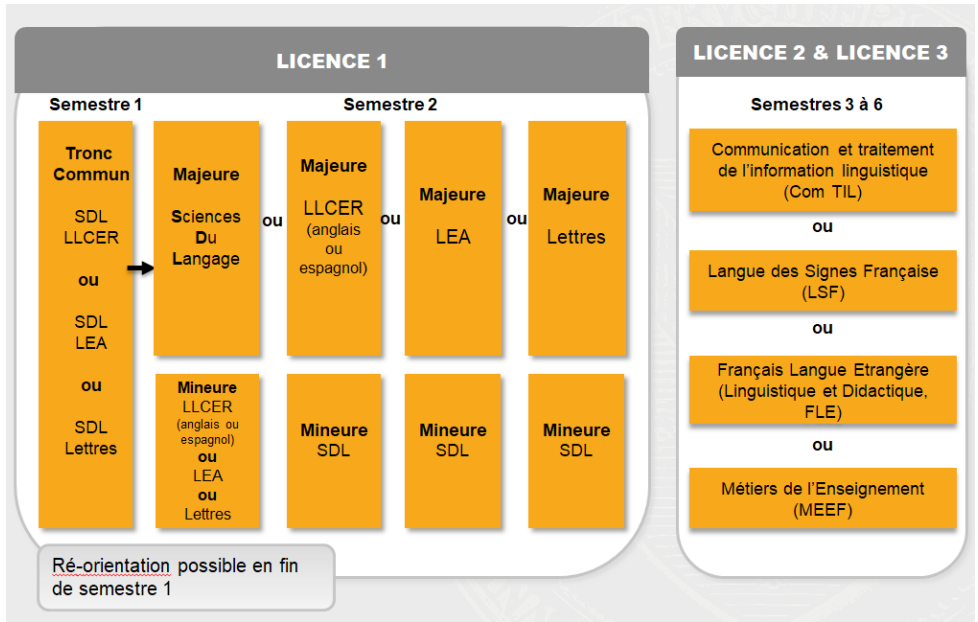 LICENCE 1
Semestre 1
Semestre 2
Tronc
Commun
SDL
LLCER
ou
SDL
LEA
ou
SDL
Lettres
Majeure
Sciences
Du
Langage
Mineure
LLCER
(anglais ou
espagnol)
ou
LEA
ou
Lettres
ou
Majeure
LLCER
(anglais
ou
espagnol)
Mineure
SDL
ou
Majeure
LEA
Mineure
SDL
ou
Majeure
Lettres
Mineure
SDL
Ré-orientation possible en fin
de semestre 1
LICENCE 2 & LICENCE 3
Semestres 3 à 6
Communication et traitement
de l’information linguistique
(Com TIL)
ou
Langue des Signes Française
(LSF)
ou
Français Langue Etrangère
(Linguistique et Didactique,
FLE)
ou
Métiers de l’Enseignement
(MEEF)